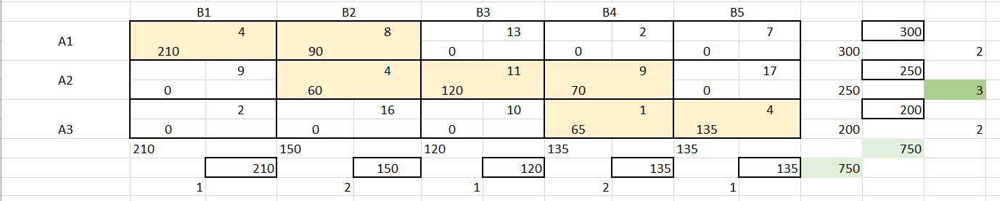 B1 B2 B3 B4 B5
4 8 13 2 7 300
A1
210 90 0 0 0 300 2
9 4 11 9 17 250
A2
0 60 120 70 0 250 3
2 16 10 1 4 200
A3 0 0 0 65 135 200 2
210 150 120 135 135 750
210 150 120 135 135 750
1 2 1 2 1